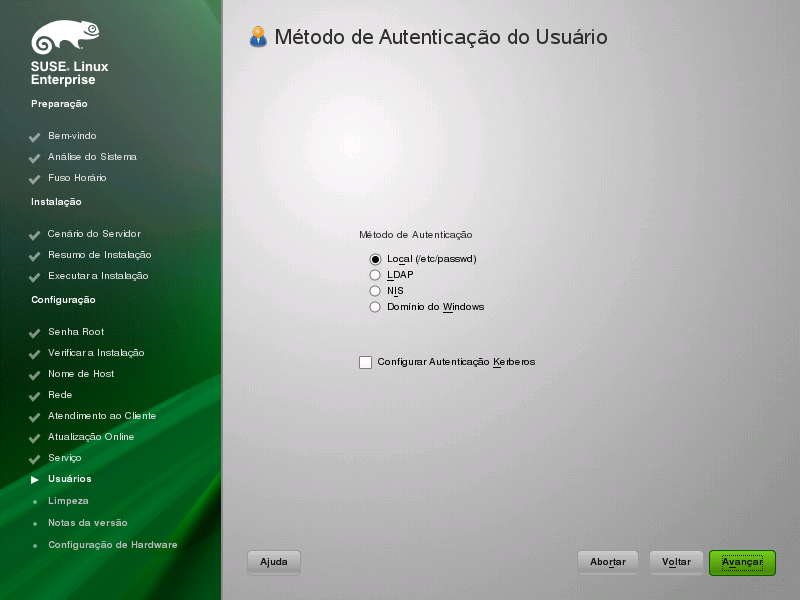 SUSE. Linux
Enterprise
Preparação
Bem-vindo
Análise do Sistema
Fuso Horário
Instalação
Cenário do Servidor
Resumo de Instalação
Executar a Instalação
Configuração
Senha Root
Verificar a Instalação
Nome de Host
Rede
Atendimento ao Cliente
Atualização Online
Serviço
Usuários
Limpeza
Notas da versão
Configuração de Hardware
Método de Autenticação do Usuário
Método de Autenticação
Local (/etc/passwd)
LDAP
NIS
Domínio do Windows
Configurar Autenticação Kerberos
Ajuda
Abortar
Voltar
Avançar